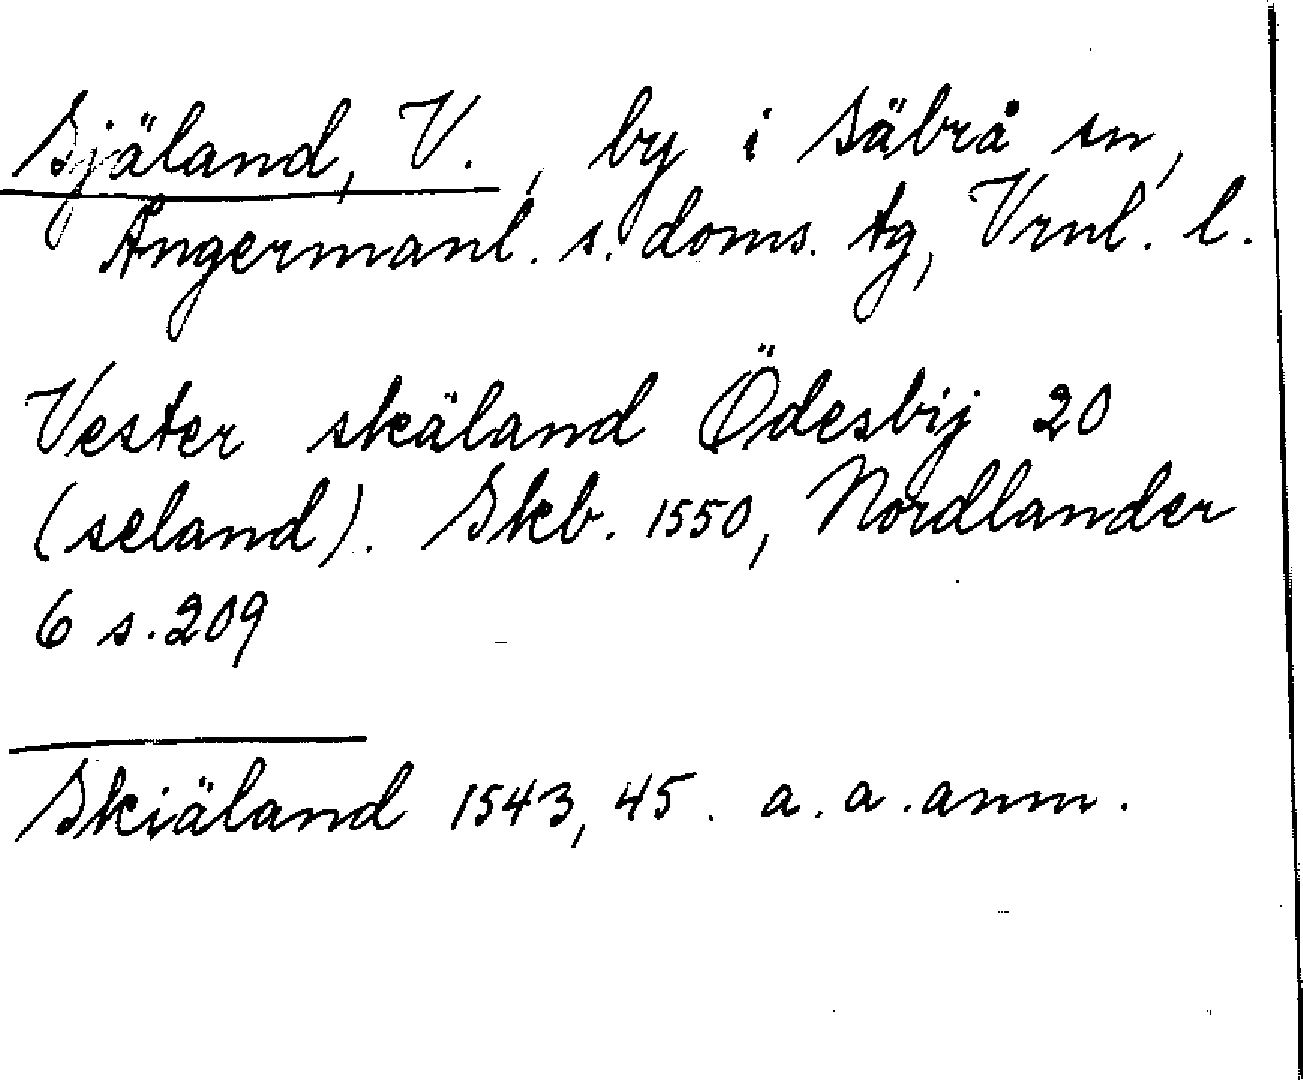 Själand, V., by i Säbrå sn,
Ångermanl. s. doms. tg, Vrnl. l.
Vester skäland Ödesbij 20
(seland). Skb. 1550, Nordlander
6 s. 209
Skiäland 1543, 45. a. a. anm.